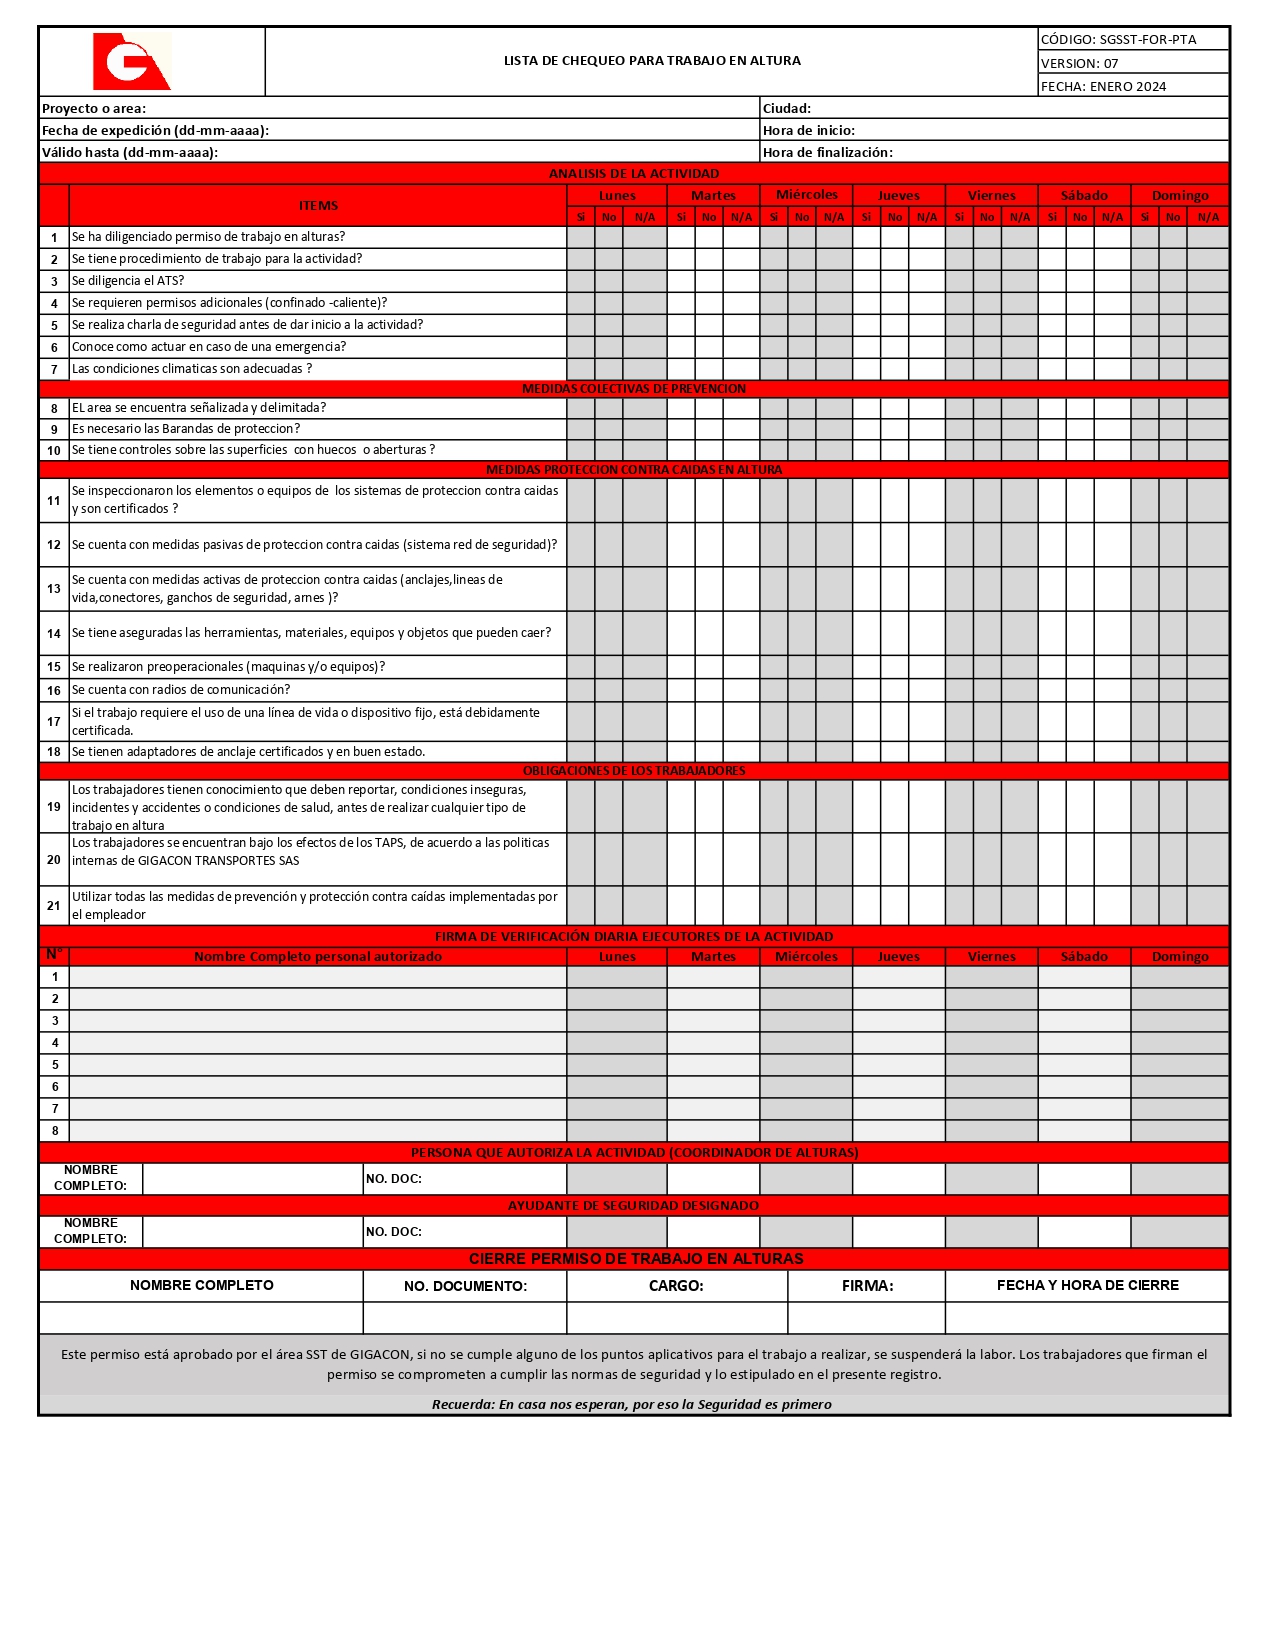 G
LISTA DE CHEQUEO PARA TRABAJO EN ALTURA
CÓDIGO: SGSST-FOR-PTA
VERSION: 07
FECHA: ENERO 2024
Proyecto o area: Ciudad:
Fecha de expedición (dd-mm-aaaa): Hora de inicio:
Válido hasta (dd-mm-aaaa): Hora de finalización:
ANALISIS DE LA ACTIVIDAD
ITEMS Lunes Martes Miércoles Jueves Viernes Sábado Domingo
Si No N/A Si No N/A Si No N/A Si No N/A Si No N/A Si No N/A Si No N/A
1 Se ha diligenciado permiso de trabajo en alturas?
2 Se tiene procedimiento de trabajo para la actividad?
3 Se diligencia el ATS?
4 Se requieren permisos adicionales (confinado -caliente)?
5 Se realiza charla de seguridad antes de dar inicio a la actividad?
6 Conoce como actuar en caso de una emergencia?
7 Las condiciones climaticas son adecuadas ?
MEDIDAS COLECTIVAS DE PREVENCION
8 EL area se encuentra señalizada y delimitada?
9 Es necesario las Barandas de proteccion?
10 Se tiene controles sobre las superficies con huecos o aberturas ?
MEDIDAS PROTECCION CONTRA CAIDAS EN ALTURA
11 Se inspeccionaron los elementos o equipos de los sistemas de proteccion contra caidas
y son certificados ?
12 Se cuenta con medidas pasivas de proteccion contra caidas (sistema red de seguridad)?
13 Se cuenta con medidas activas de proteccion contra caidas (anclajes,lineas de
vida,conectores, ganchos de seguridad, arnes )?
14 Se tiene aseguradas las herramientas, materiales, equipos y objetos que pueden caer?
15 Se realizaron preoperacionales (maquinas y/o equipos)?
16 Se cuenta con radios de comunicación?
17 Si el trabajo requiere el uso de una línea de vida o dispositivo fijo, está debidamente
certificada.
18 Se tienen adaptadores de anclaje certificados y en buen estado.
OBLIGACIONES DE LOS TRABAJADORES
19 Los trabajadores tienen conocimiento que deben reportar, condiciones inseguras,
incidentes y accidentes o condiciones de salud, antes de realizar cualquier tipo de
trabajo en altura
20 Los trabajadores se encuentran bajo los efectos de los TAPS, de acuerdo a las politicas
internas de GIGACON TRANSPORTES SAS
21 Utilizar todas las medidas de prevención y protección contra caídas implementadas por
el empleador
FIRMA DE VERIFICACIÓN DIARIA EJECUTORES DE LA ACTIVIDAD
N° Nombre Completo personal autorizado Lunes Martes Miércoles Jueves Viernes Sábado Domingo
1
2
3
4
5
6
7
8
PERSONA QUE AUTORIZA LA ACTIVIDAD (COORDINADOR DE ALTURAS)
NOMBRE
COMPLETO: NO. DOC:
AYUDANTE DE SEGURIDAD DESIGNADO
NOMBRE
COMPLETO: NO. DOC:
CIERRE PERMISO DE TRABAJO EN ALTURAS
NOMBRE COMPLETO NO. DOCUMENTO: CARGO: FIRMA: FECHA Y HORA DE CIERRE
Este permiso está aprobado por el área SST de GIGACON, si no se cumple alguno de los puntos aplicativos para el trabajo a realizar, se suspenderá la labor. Los trabajadores que firman el
permiso se comprometen a cumplir las normas de seguridad y lo estipulado en el presente registro.
Recuerda: En casa nos esperan, por eso la Seguridad es primero